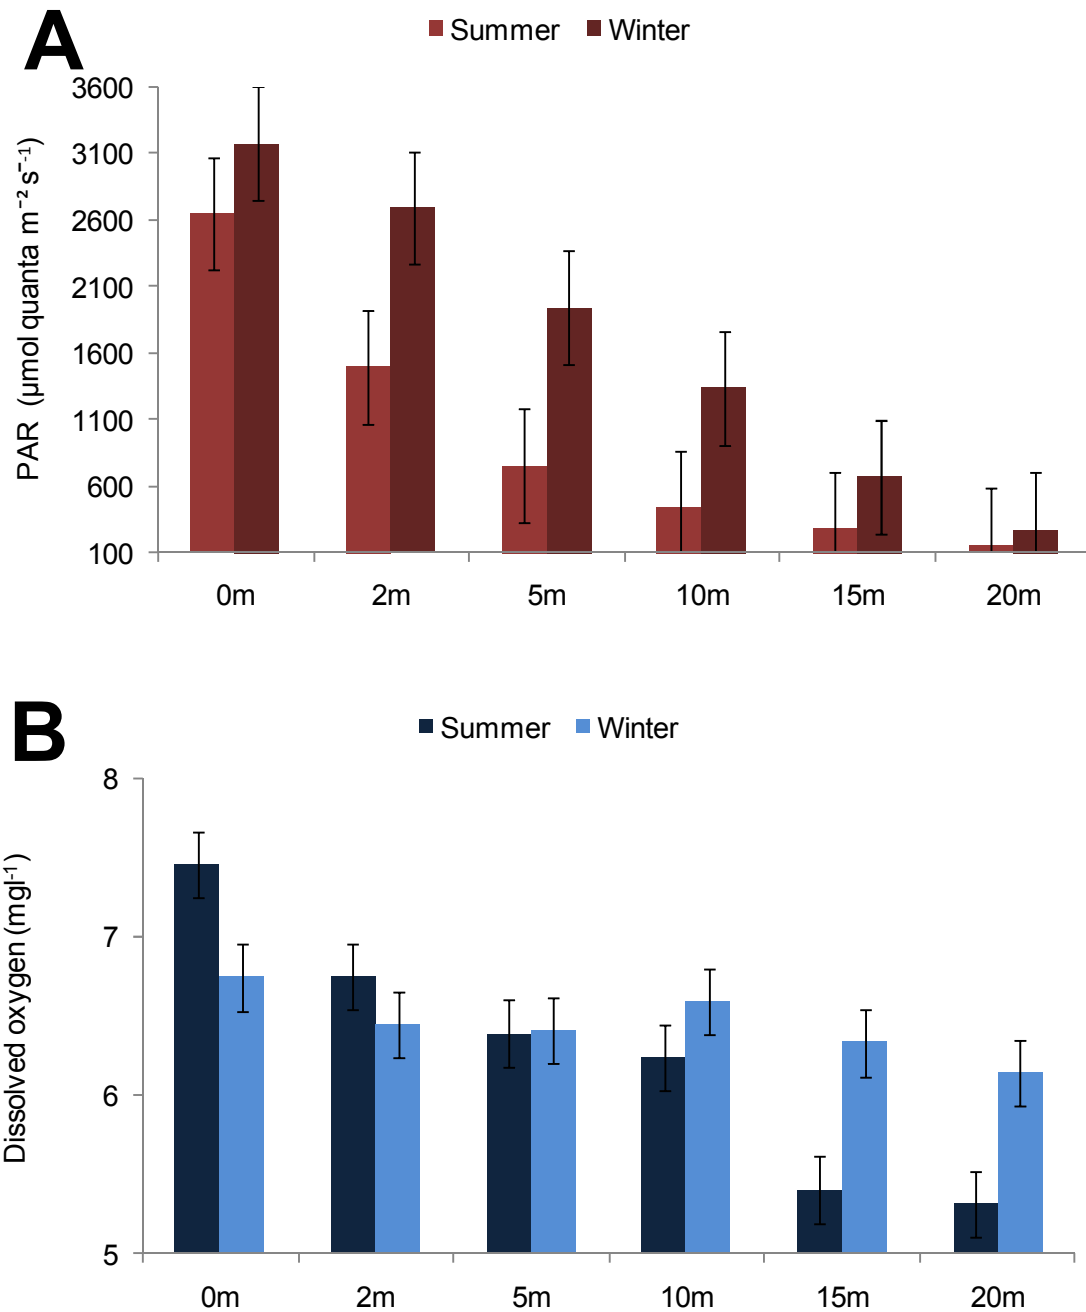 A
Summer Winter
3600
3100
2600
2100
1600
1100
600
100
PAR (µmol quanta m⁻² s⁻¹)
0m 2m 5m 10m 15m 20m
B
Summer Winter
8
7
6
5
Dissolved oxygen (mgl⁻¹)
0m 2m 5m 10m 15m 20m